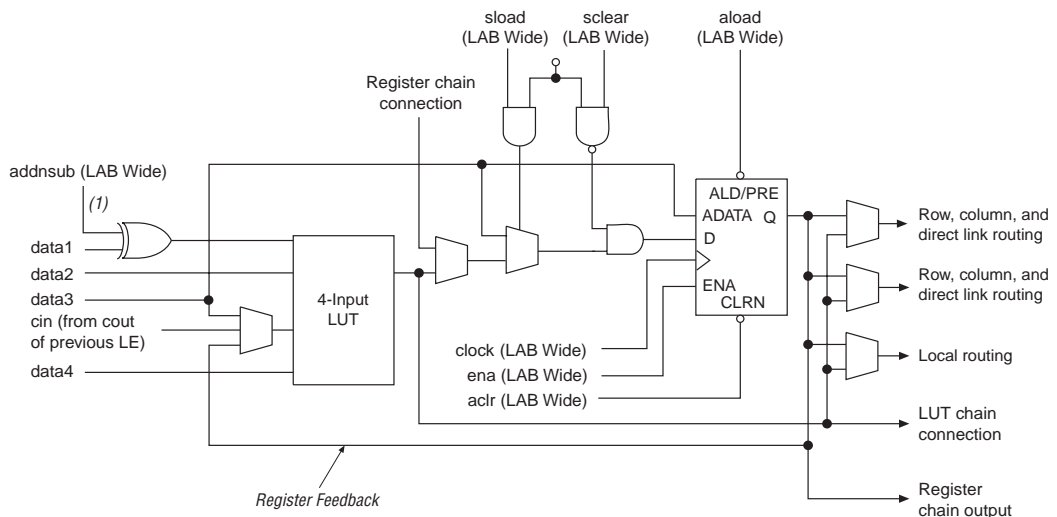 sload
(LAB Wide)
sclear
(LAB Wide)
aload
(LAB Wide)
Register chain
connection
addnsub (LAB Wide)
(1)
data1
data2
data3
cin (from cout
of previous LE)
data4
4-Input
LUT
ALD/PRE
ADATA Q
D
ENA
CLRN
clock (LAB Wide)
ena (LAB Wide)
aclr (LAB Wide)
Row, column, and
direct link routing
Row, column, and
direct link routing
Local routing
LUT chain
connection
Register
chain output
Register Feedback